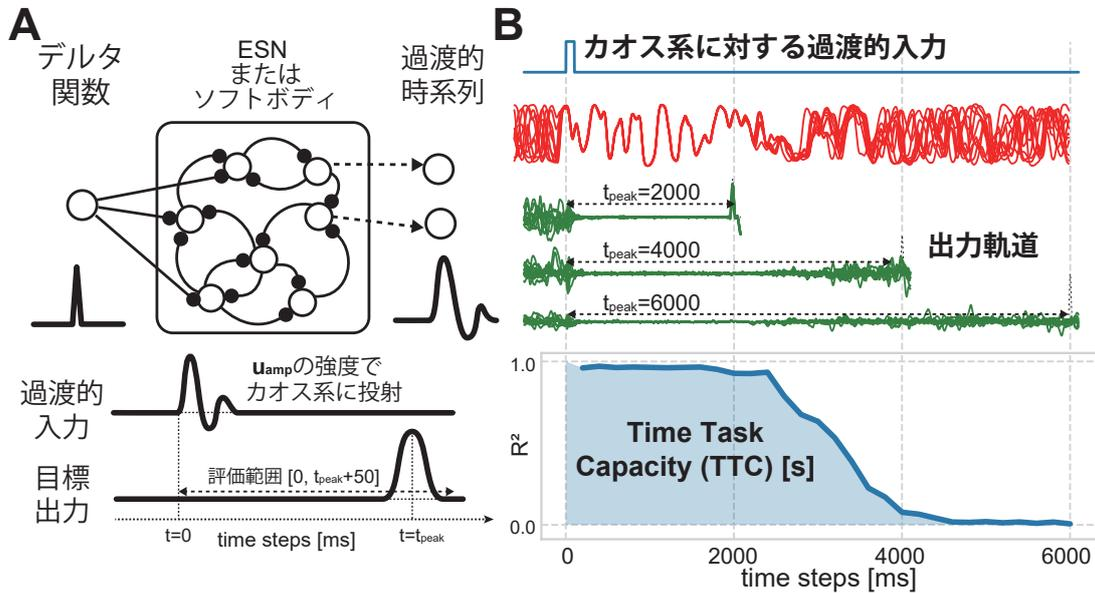 A
デルタ
関数
ESN
または
ソフトボディ
過渡的
時系列
過渡的
入力
uampの強度で
カオス系に投射
目標
出力
評価範囲 [0, tpeak+50]
t=0
time steps [ms]
t=tpeak
B
カオス系に対する過渡的入力
tpeak=2000
tpeak=4000
出力軌道
tpeak=6000
1.0
R²
Time Task
Capacity (TTC) [s]
0.0
0
2000
4000
6000
time steps [ms]